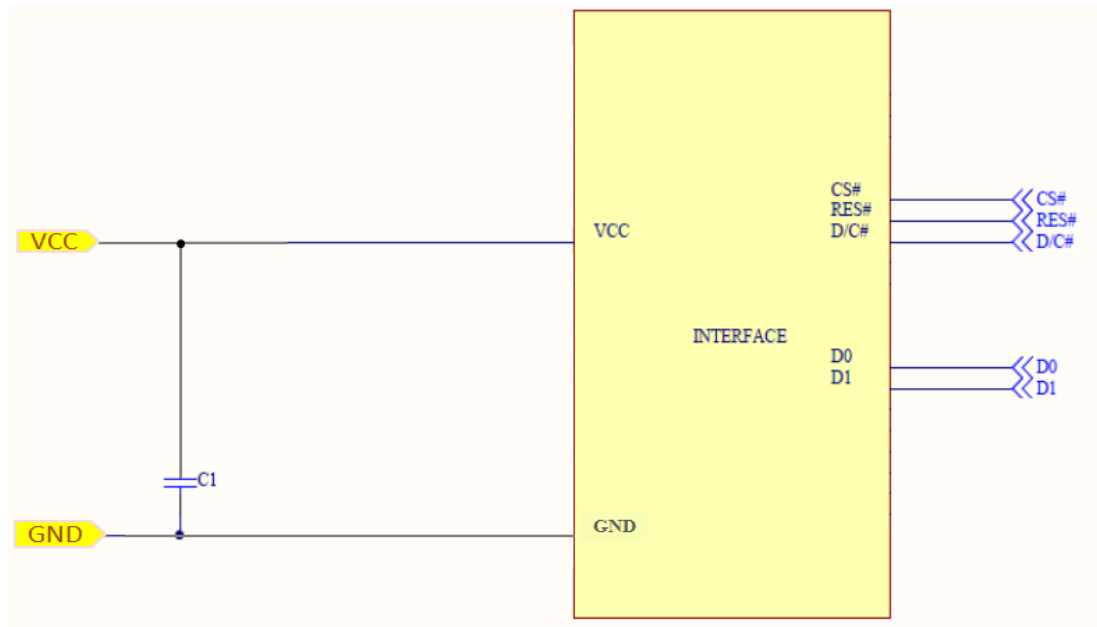 CS#
CS#
RES#
RES#
VCC
VCC
D/C#
D/C#
INTERFACE
D0
D0
D1
D1
C1
GND
GND